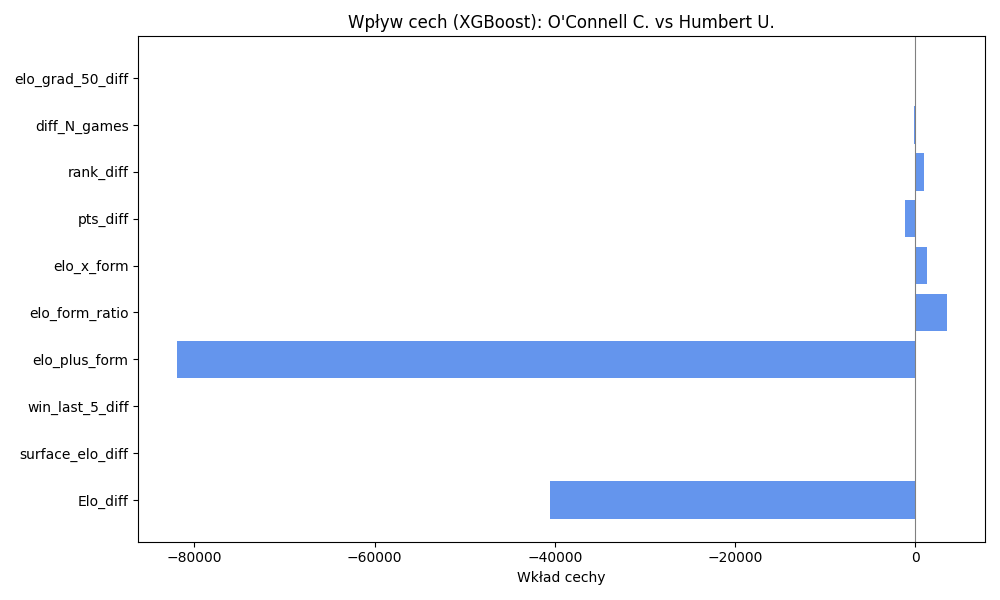 Wpływ cech (XGBoost): O'Connell C. vs Humbert U.
elo_grad_50_diff
diff_N_games
rank_diff
pts_diff
elo_x_form
elo_form_ratio
elo_plus_form
win_last_5_diff
surface_elo_diff
Elo_diff
−80000 −60000 −40000 −20000 0
Wkład cechy